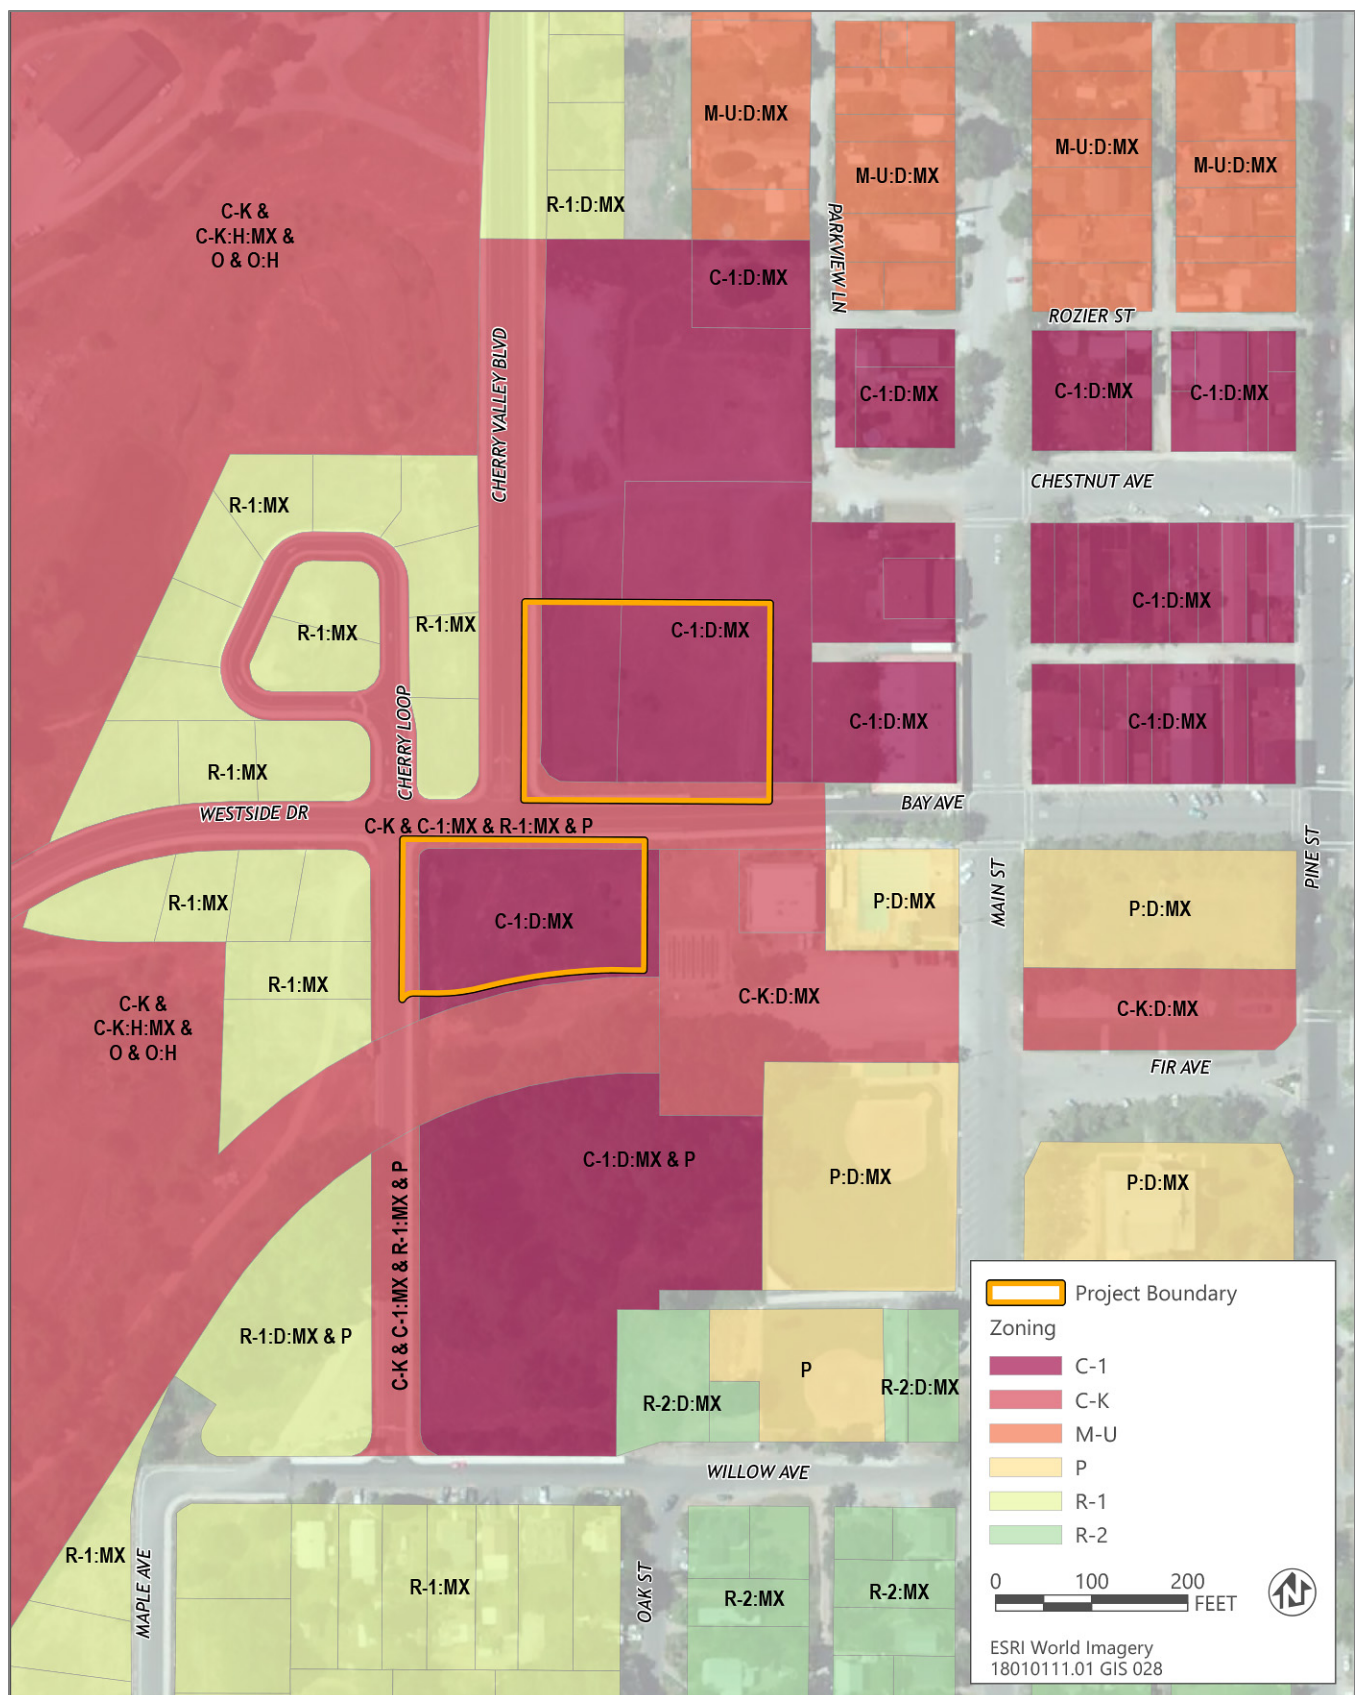 M-U:D:MX
M-U:D:MX
M-U:D:MX
M-U:D:MX
R-1:D:MX
C-K &
C-K:H:MX &
O & O:H
PARKVIEW LN
C-1:D:MX
ROZIER ST
CHERRY VALLEY BLVD
C-1:D:MX
C-1:D:MX
C-1:D:MX
CHESTNUT AVE
R-1:MX
R-1:MX
R-1:MX
C-1:D:MX
C-1:D:MX
CHERRY LOOP
C-1:D:MX
C-1:D:MX
R-1:MX
WESTSIDE DR
BAY AVE
C-K & C-1:MX & R-1:MX & P
PINE ST
MAIN ST
R-1:MX
C-1:D:MX
P:D:MX
P:D:MX
R-1:MX
C-K:D:MX
C-K:D:MX
C-K &
C-K:H:MX &
O & O:H
FIR AVE
C-1:D:MX & P
P:D:MX
P:D:MX
C-K & C-1:MX & R-1:MX & P
R-1:D:MX & P
P
R-2:D:MX
R-2:D:MX
WILLOW AVE
R-1:MX
MAPLE AVE
R-1:MX
OAK ST
R-2:MX
R-2:MX
Project Boundary
Zoning
C-1
C-K
M-U
P
R-1
R-2
0 100 200
FEET
N
ESRI World Imagery
18010111.01 GIS 028